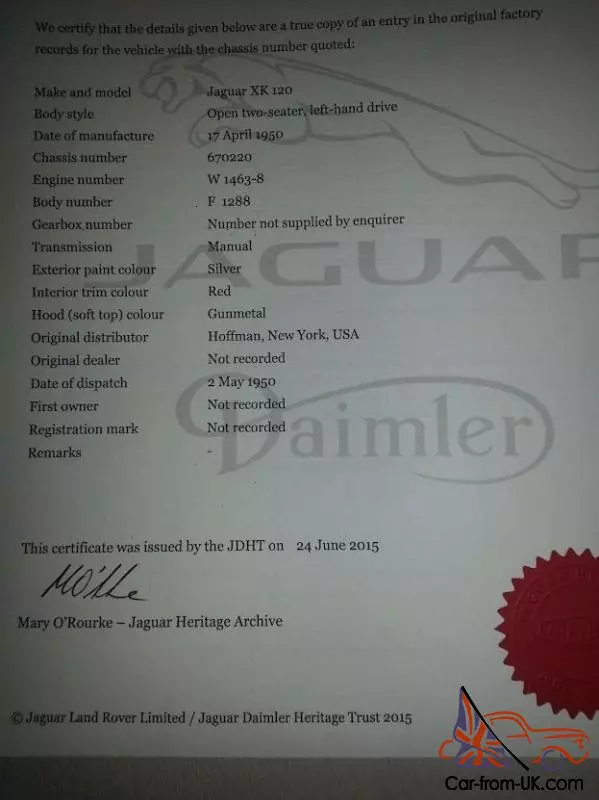 We certify that the details given below are a true copy of an entry in the original factory
records for the vehicle with the chassis number quoted:
Make and model Jaguar XK 120
Body style Open two-seater, left-hand drive
Date of manufacture 17 April 1950
Chassis number 670220
Engine number W 1463-8
Body number F 1288
Gearbox number Number not supplied by enquirer
Transmission Manual
Exterior paint colour Silver
Interior trim colour Red
Hood (soft top) colour Gunmetal
Original distributor Hoffman, New York, USA
Original dealer Not recorded
Date of dispatch 2 May 1950
First owner Not recorded
Registration mark Not recorded
Remarks -
JAGUAR
Daimler
This certificate was issued by the JDHT on 24 June 2015
Mary O'Rourke – Jaguar Heritage Archive
© Jaguar Land Rover Limited / Jaguar Daimler Heritage Trust 2015
Car-from-UK.com